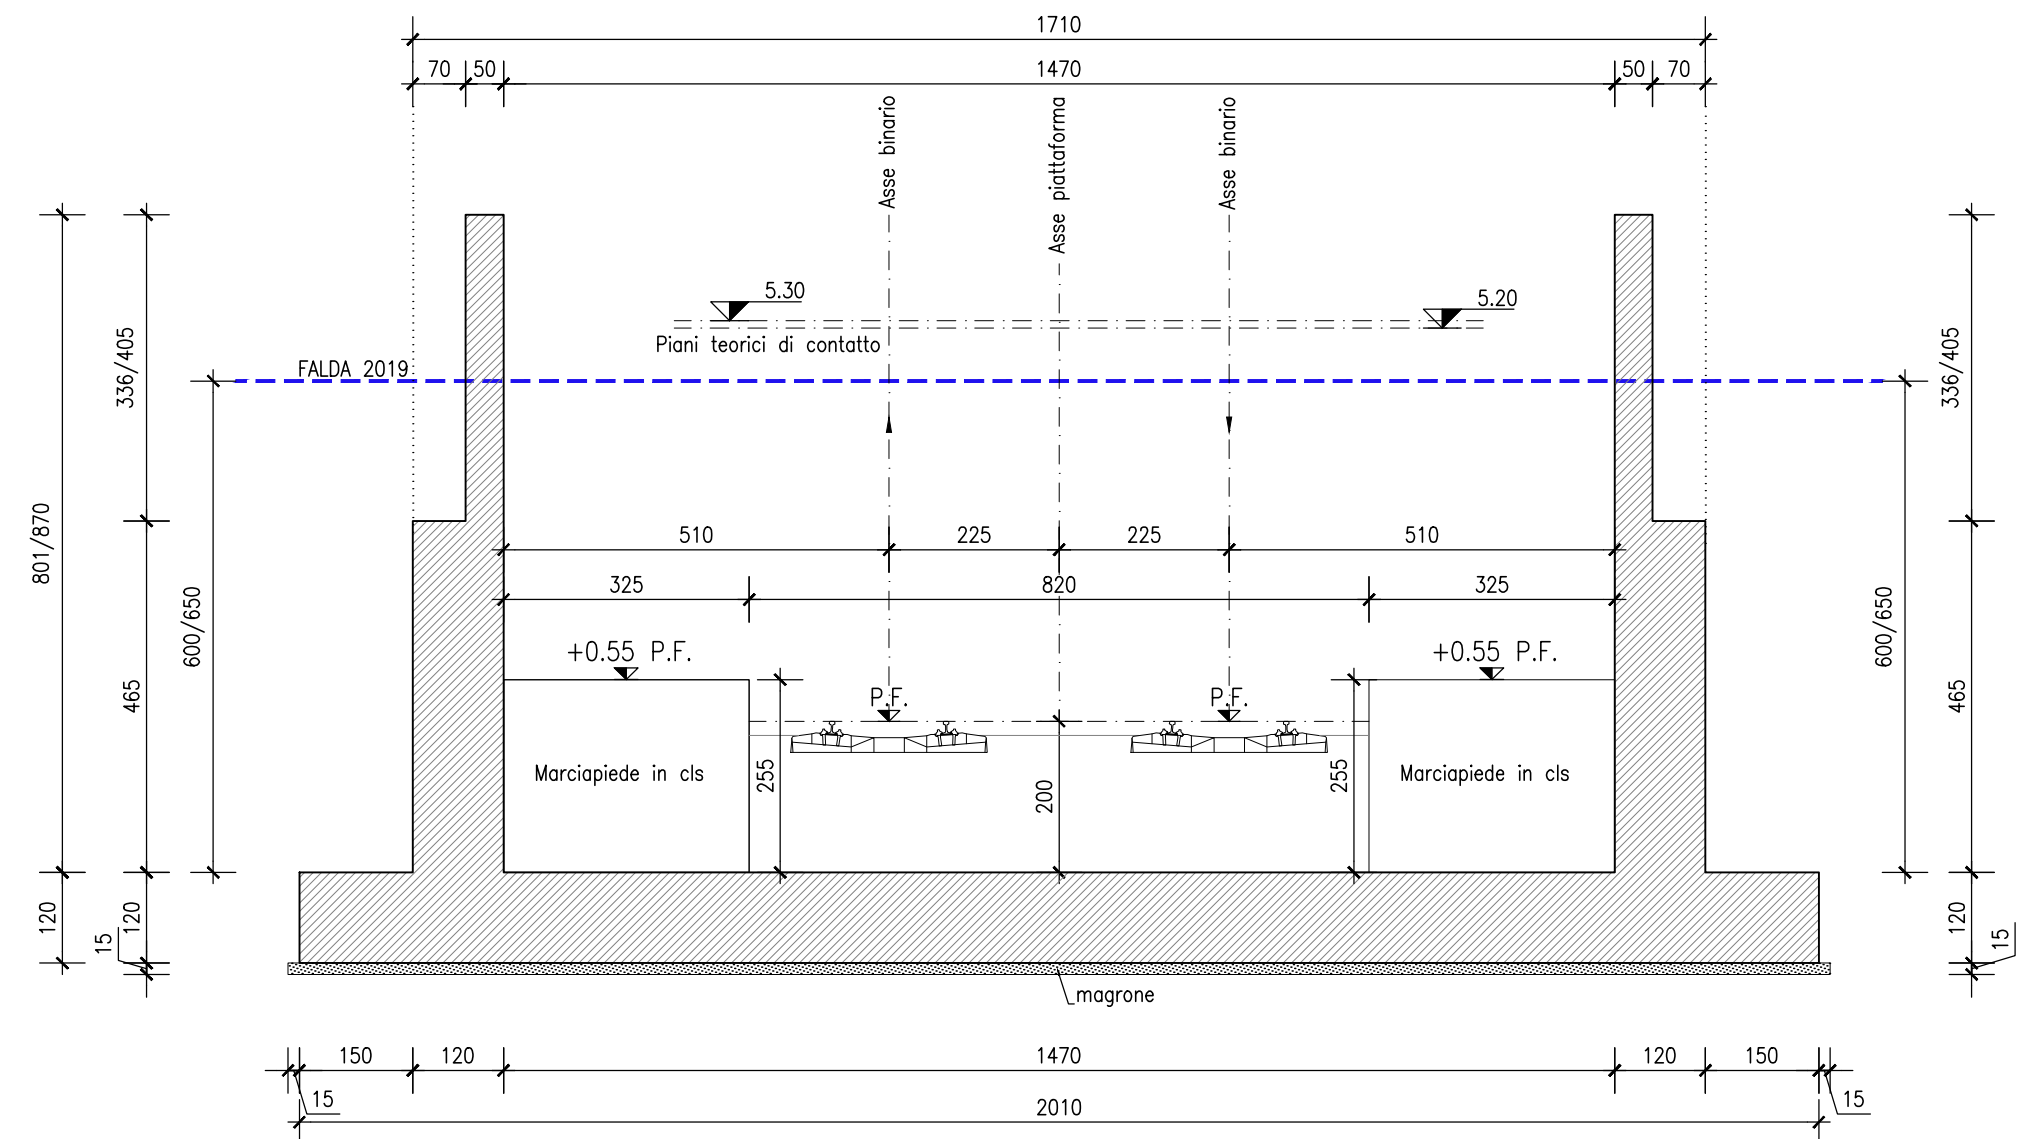 1710
70 50 1470 50 70
Asse binario
Asse piattaforma
Asse binario
5.30
5.20
Piani teorici di contatto
FALDA 2019
336/405
336/405
801/870
600/650
600/650
510 225 225 510
325 820 325
+0.55 P.F.
+0.55 P.F.
P.F.
P.F.
465
465
Marciapiede in cls
255
200
255
Marciapiede in cls
120
120
15
120
15
magrone
150 120 1470 120 150
15
15
2010